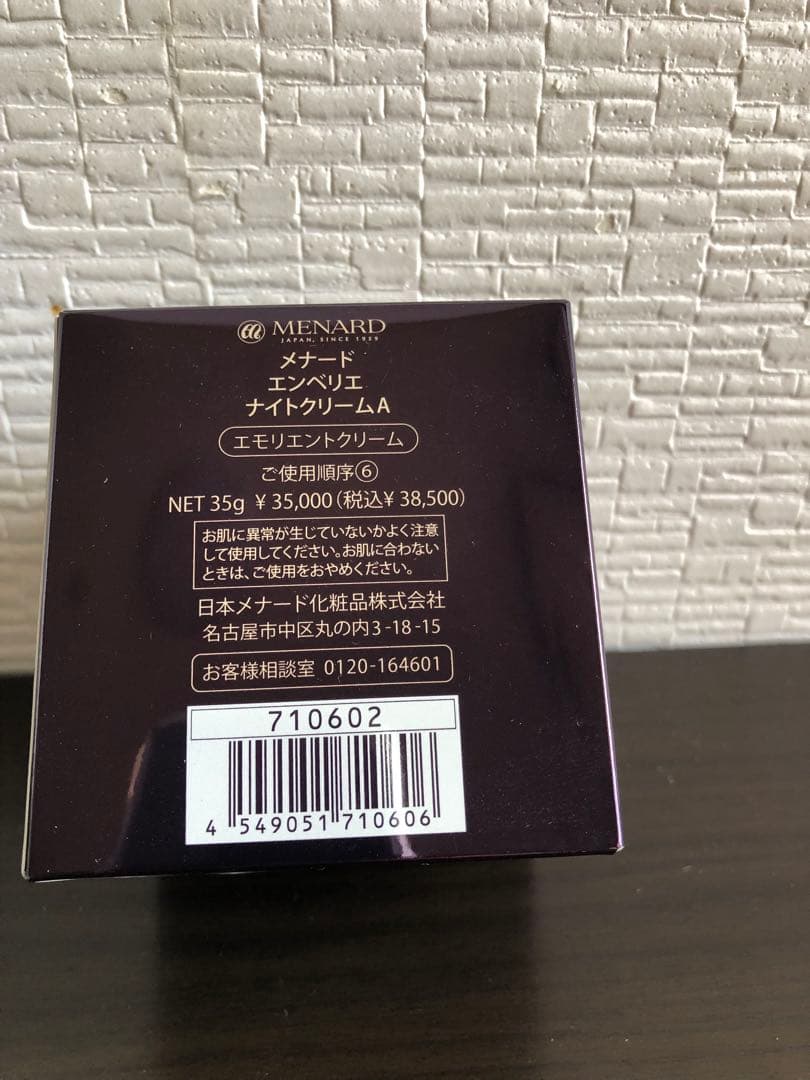 MENARD
JAPAN, SINCE 1959
メナード
エンベリエ
ナイトクリームA
エモリエントクリーム
ご使用順序⑥
NET 35g ¥35,000(税込¥38,500)
お肌に異常が生じていないかよく注意
して使用してください。お肌に合わない
ときは、ご使用をおやめください。
日本メナード化粧品株式会社
名古屋市中区丸の内3-18-15
お客様相談室 0120-164601
710602
4 549051 710606